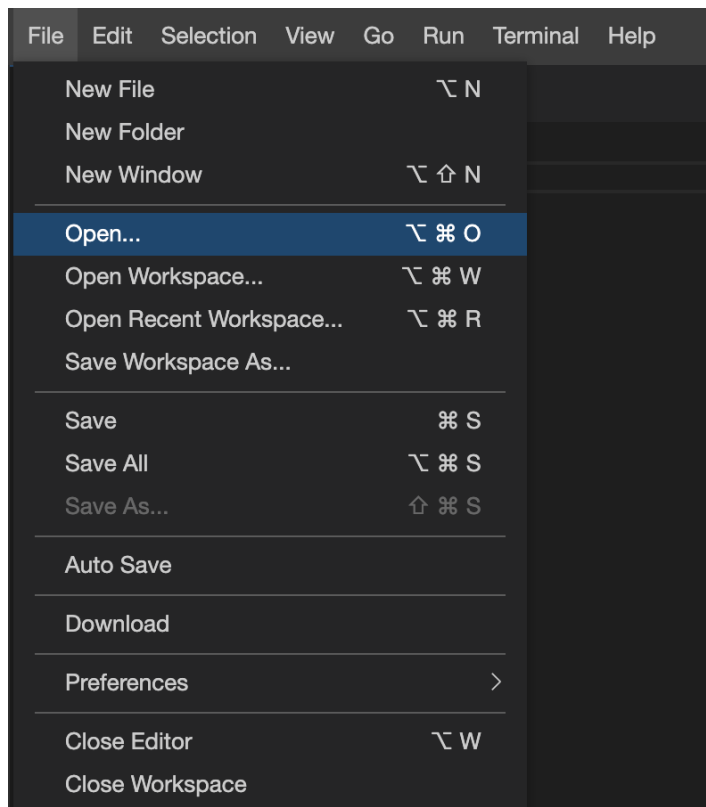 File Edit Selection View Go Run Terminal Help
New File ⌥ N
New Folder
New Window ⌥ ⇧ N
Open... ⌥ ⌘ O
Open Workspace... ⌥ ⌘ W
Open Recent Workspace... ⌥ ⌘ R
Save Workspace As...
Save ⌘ S
Save All ⌥ ⌘ S
Save As... ⇧ ⌘ S
Auto Save
Download
Preferences
Close Editor ⌥ W
Close Workspace